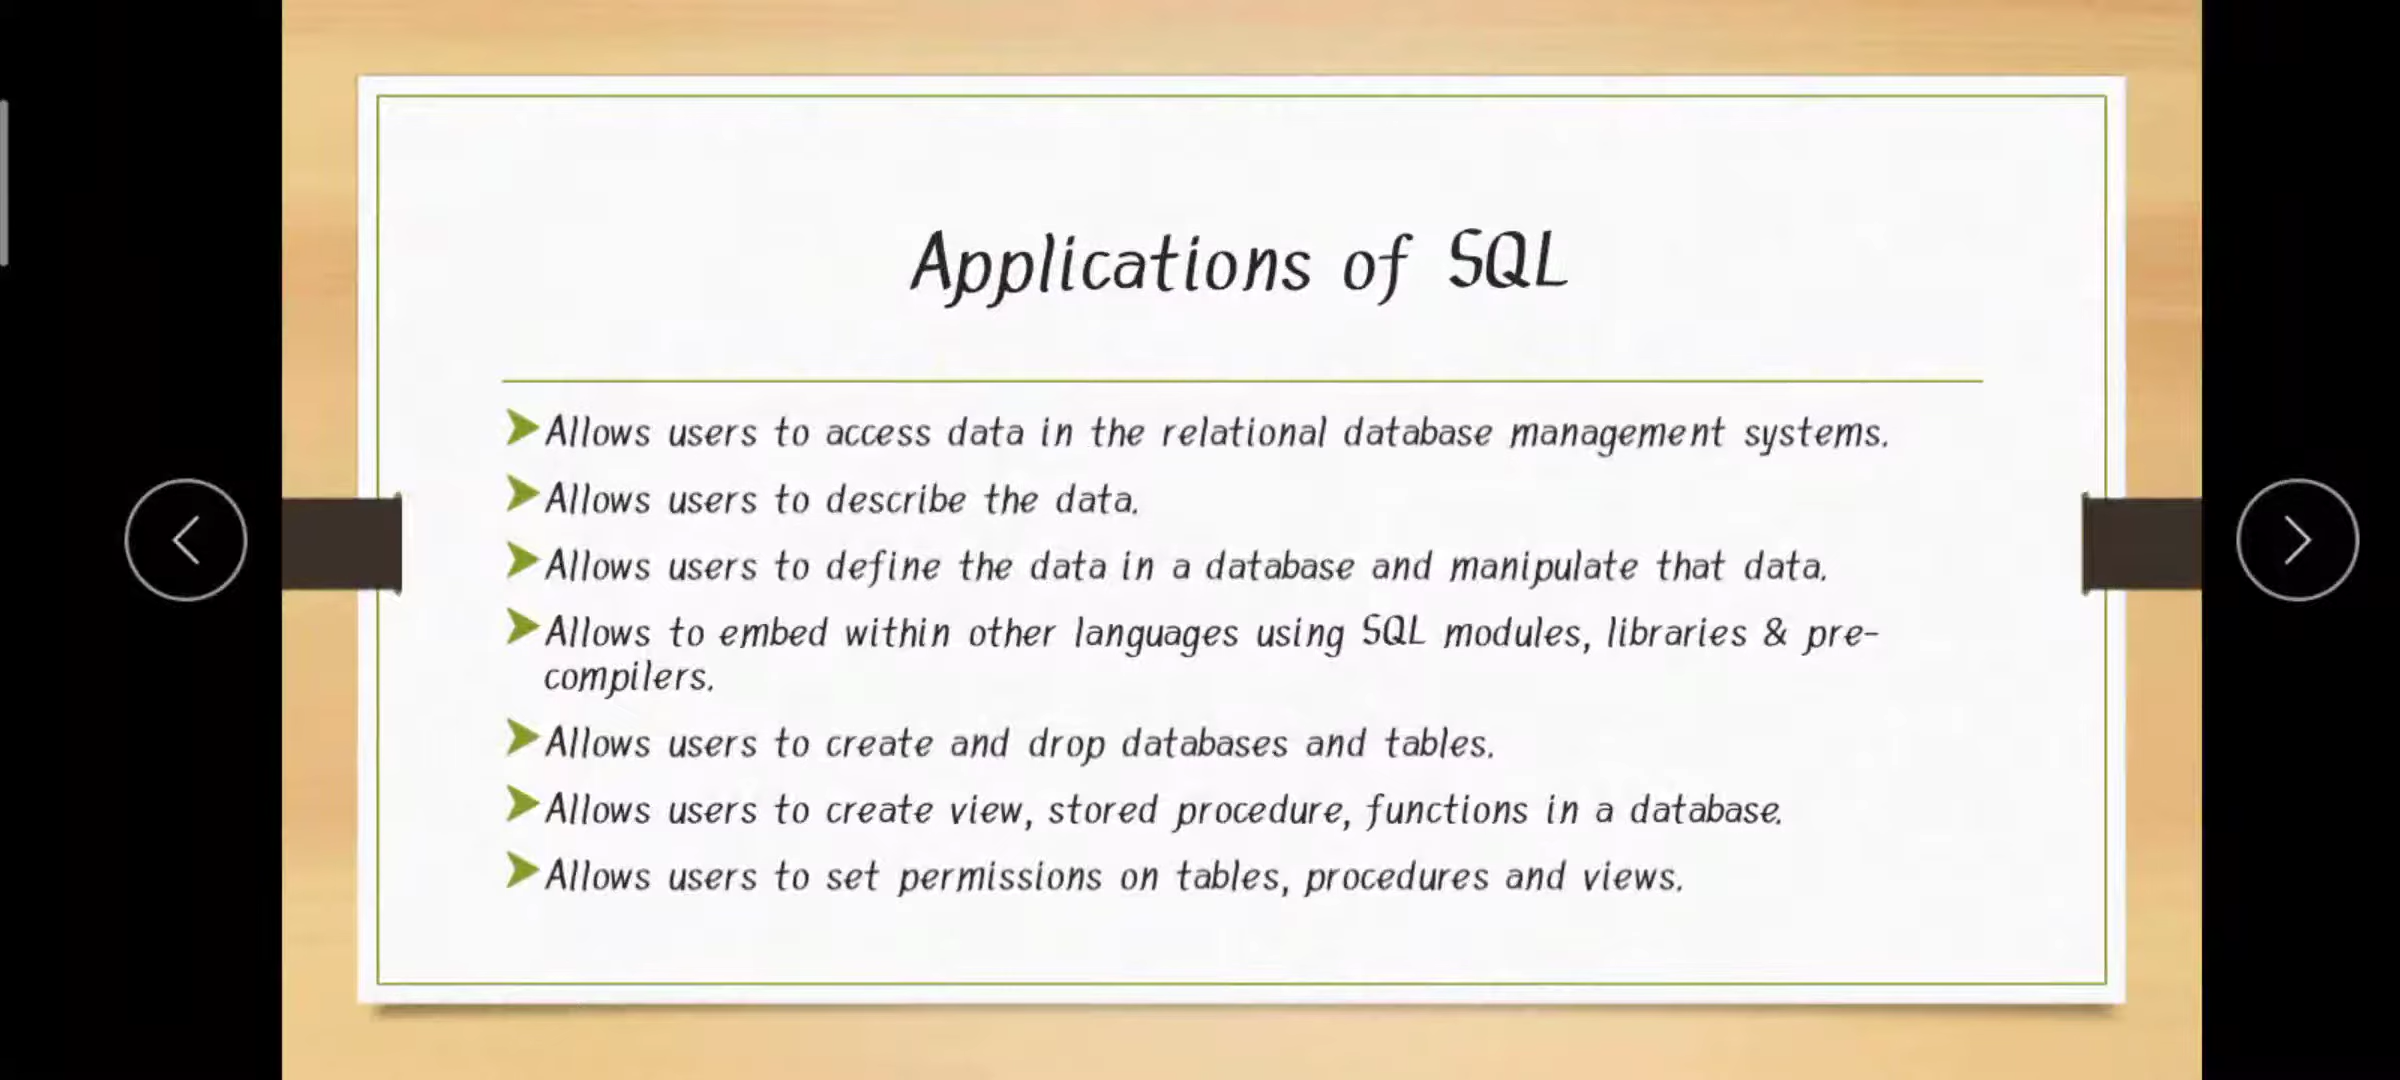 Applications of SQL
Allows users to access data in the relational database management systems.
Allows users to describe the data.
Allows users to define the data in a database and manipulate that data.
Allows to embed within other languages using SQL modules, libraries & pre-
compilers.
Allows users to create and drop databases and tables.
Allows users to create view, stored procedure, functions in a database.
Allows users to set permissions on tables, procedures and views.